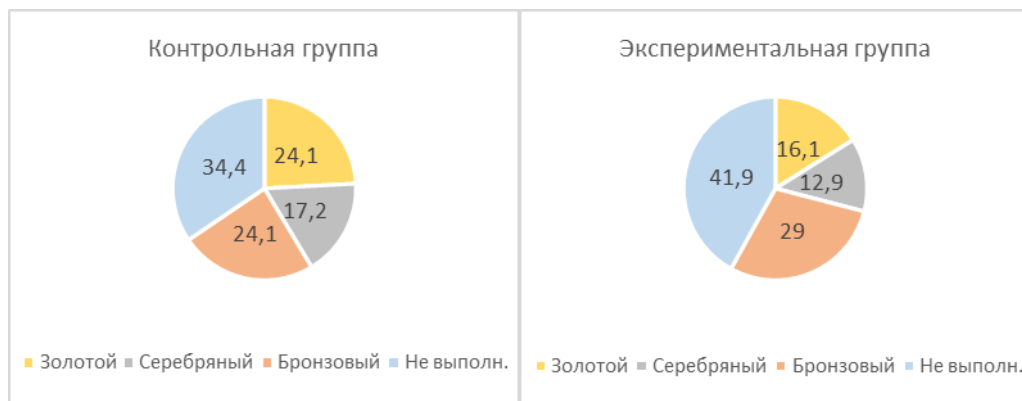 Контрольная группа
34,4
24,1
17,2
24,1
Золотой Серебряный Бронзовый Не выполн.
Экспериментальная группа
16,1
41,9
12,9
29
Золотой Серебряный Бронзовый Не выполн.